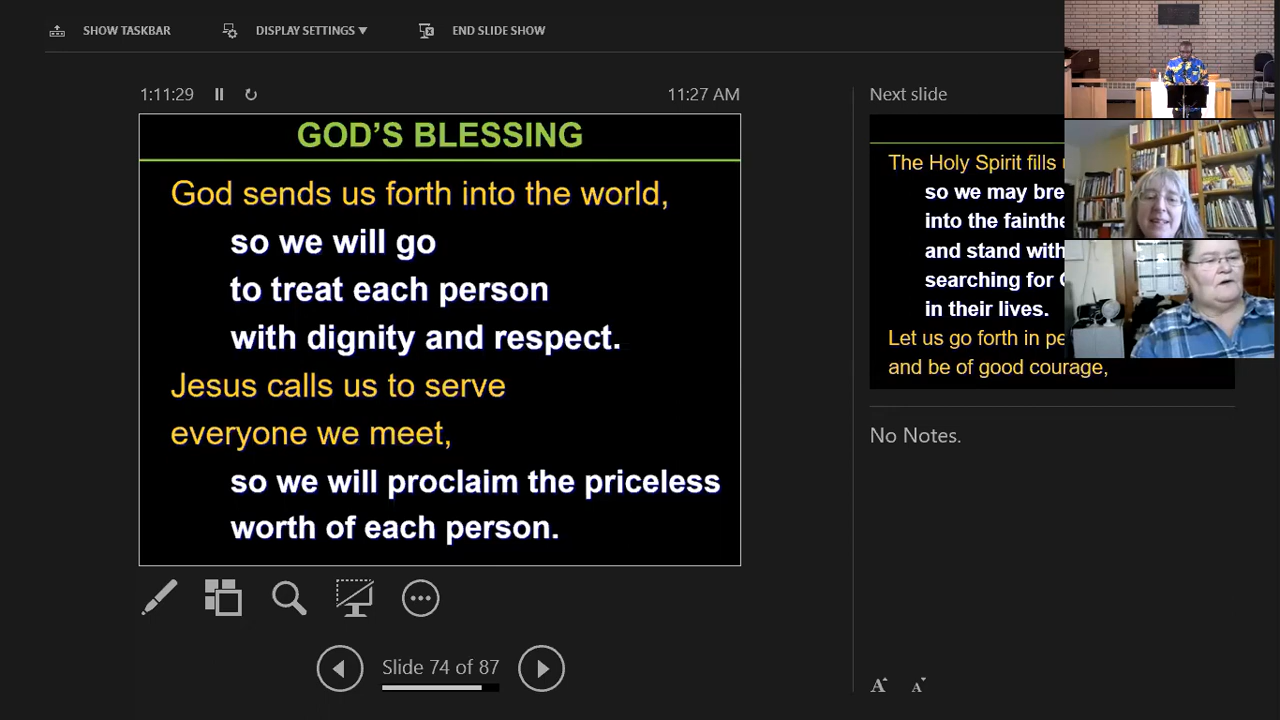 SHOW TASKBAR
DISPLAY SETTINGS
END SLIDE SHOW
1:11:29
11:27 AM
GOD'S BLESSING
God sends us forth into the world,
so we will go
to treat each person
with dignity and respect.
Jesus calls us to serve
everyone we meet,
so we will proclaim the priceless
worth of each person.
Slide 74 of 87
Next slide
The Holy Spirit fills
so we may
into the
and stand with
searching for
in their lives.
Let us go forth in
and be of good courage,
No Notes.
A
A